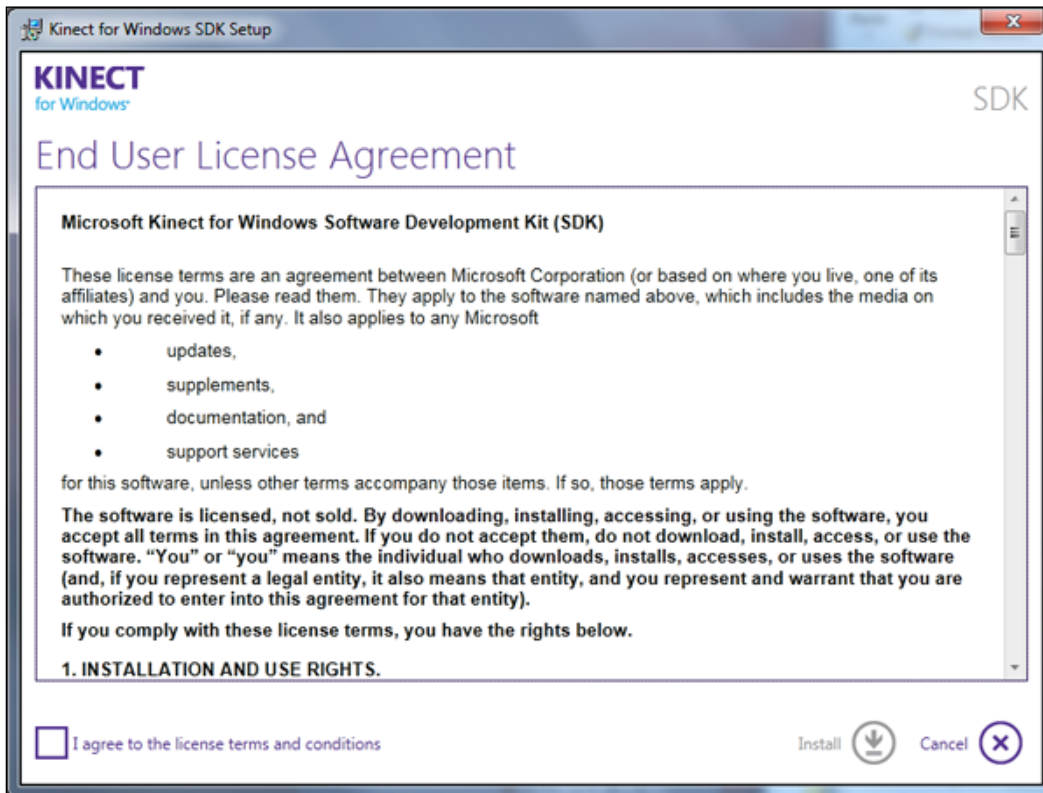 Kinect for Windows SDK Setup
KINECT
for Windows
SDK
End User License Agreement
Microsoft Kinect for Windows Software Development Kit (SDK)
These license terms are an agreement between Microsoft Corporation (or based on where you live, one of its
affiliates) and you. Please read them. They apply to the software named above, which includes the media on
which you received it, if any. It also applies to any Microsoft
• updates,
• supplements,
• documentation, and
• support services
for this software, unless other terms accompany those items. If so, those terms apply.
The software is licensed, not sold. By downloading, installing, accessing, or using the software, you
accept all terms in this agreement. If you do not accept them, do not download, install, access, or use the
software. “You” or “you” means the individual who downloads, installs, accesses, or uses the software
(and, if you represent a legal entity, it also means that entity, and you represent and warrant that you are
authorized to enter into this agreement for that entity).
If you comply with these license terms, you have the rights below.
1. INSTALLATION AND USE RIGHTS.
I agree to the license terms and conditions
Install
Cancel